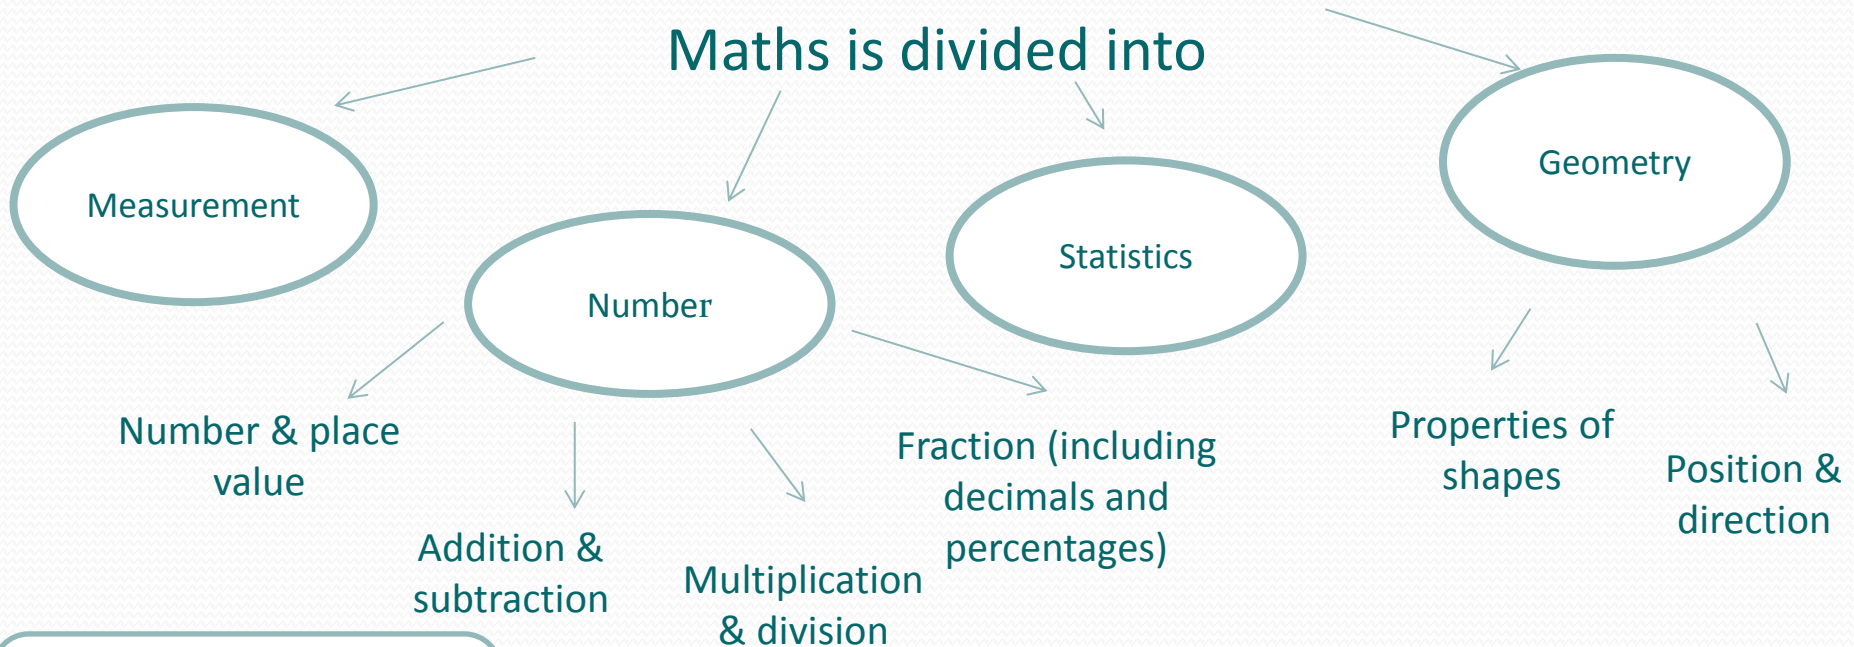 Maths is divided into
Measurement
Number
Statistics
Geometry
Number & place
value
Addition &
subtraction
Multiplication
& division
Fraction (including
decimals and
percentages)
Properties of
shapes
Position &
direction